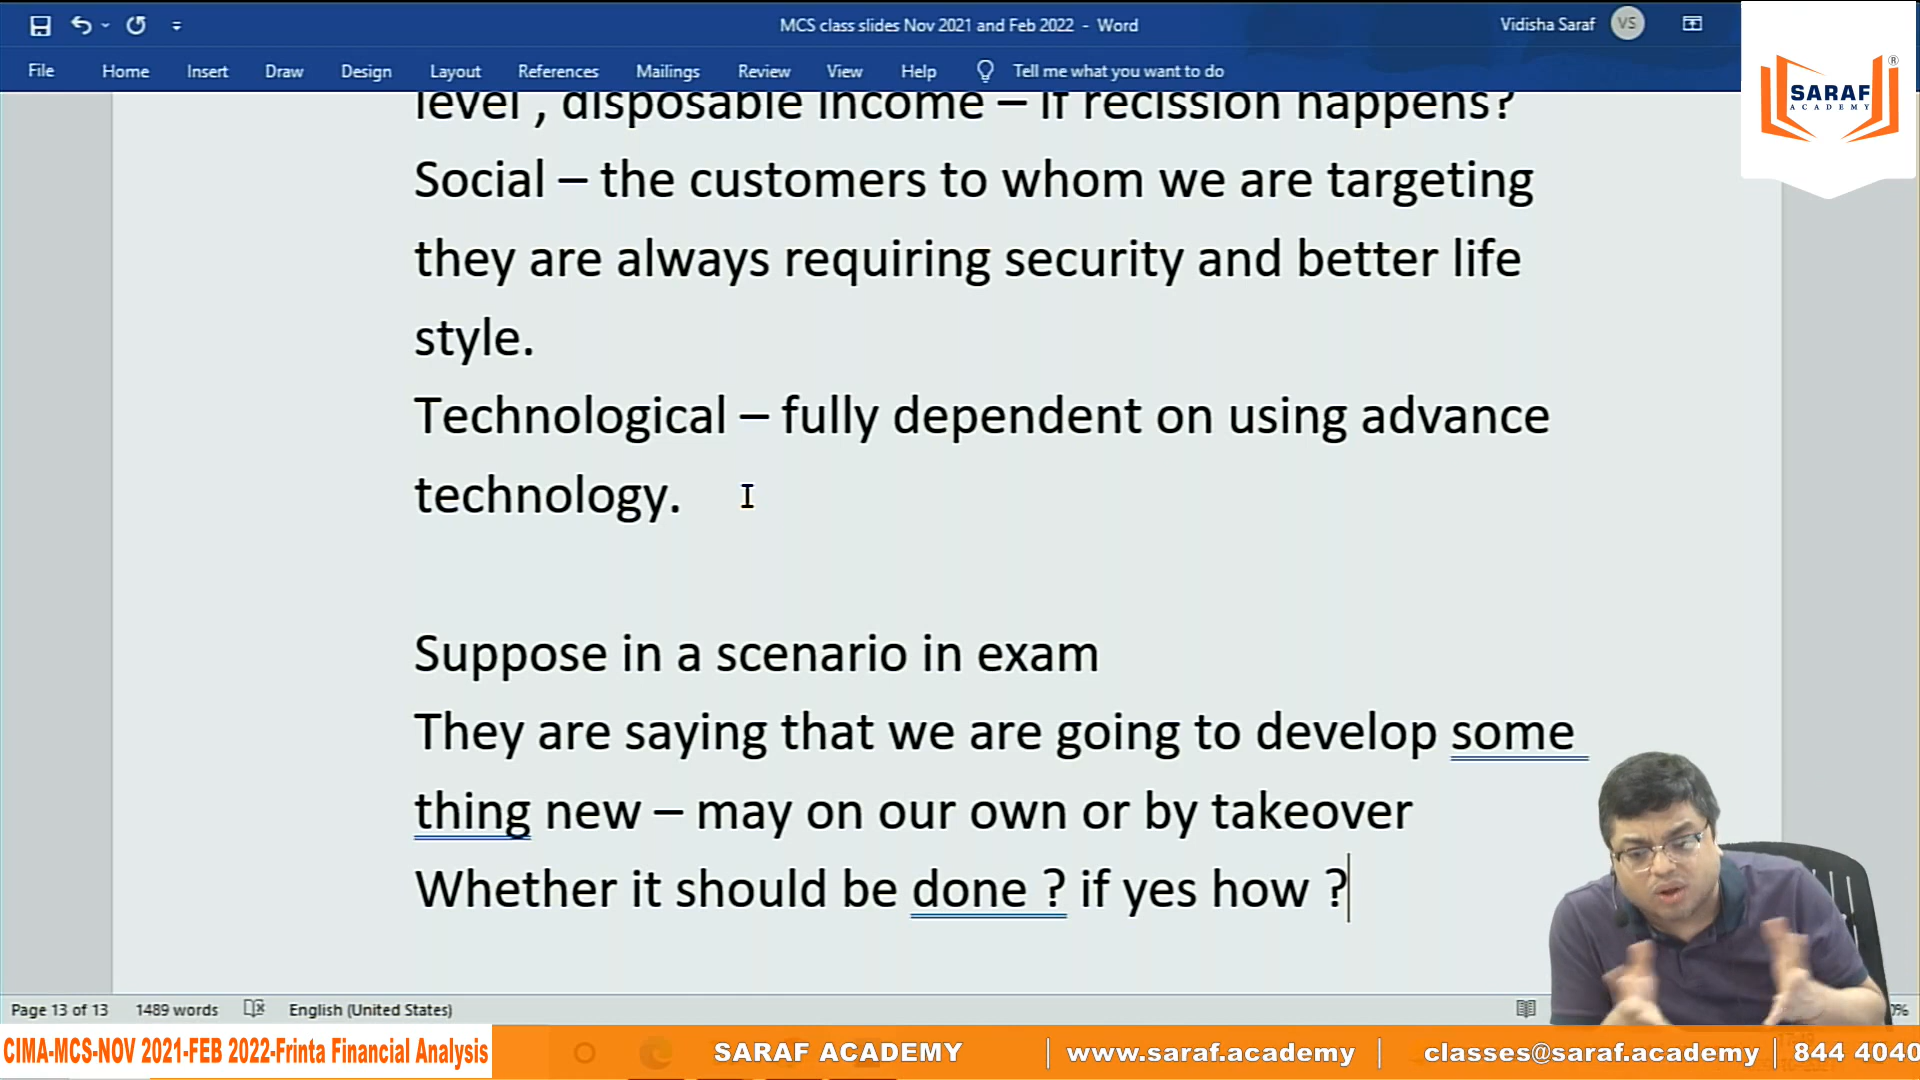 MCS class slides Nov 2021 and Feb 2022 - Word
Vidisha Saraf
VS
File Home Insert Draw Design Layout References Mailings Review View Help Tell me what you want to do
SARAF
ACADEMY
®
level , disposable income – if recission happens?
Social – the customers to whom we are targeting
they are always requiring security and better life
style.
Technological – fully dependent on using advance
technology.
Suppose in a scenario in exam
They are saying that we are going to develop some
thing new – may on our own or by takeover
Whether it should be done ? if yes how ?
Page 13 of 13 1489 words English (United States)
CIMA-MCS-NOV 2021-FEB 2022-Frinta Financial Analysis
SARAF ACADEMY | www.saraf.academy | classes@saraf.academy | 844 4040